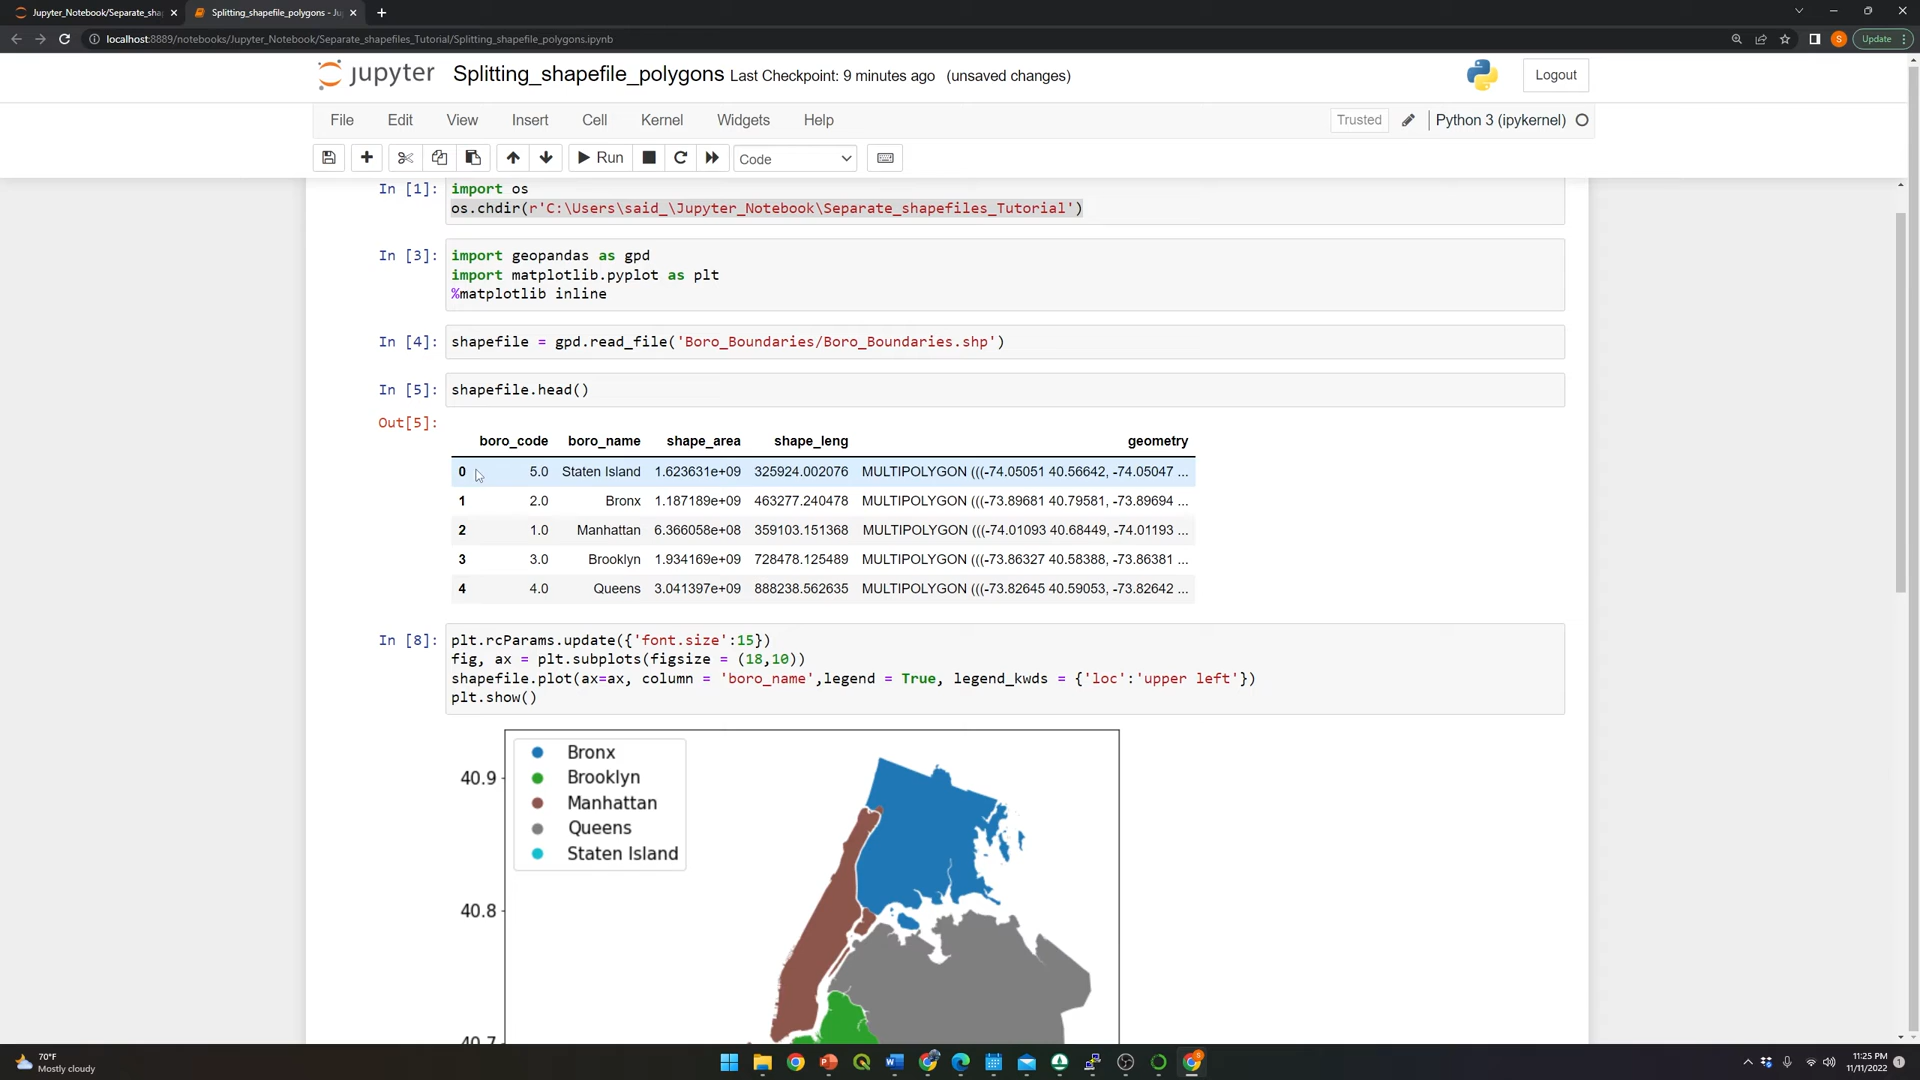 Jupyter_Notebook/Separate_sha
Splitting_shapefile_polygons - Ju
localhost:8889/notebooks/Jupyter_Notebook/Separate_shapefiles_Tutorial/Splitting_shapefile_polygons.ipynb
S
Update
jupyter Splitting_shapefile_polygons Last Checkpoint: 9 minutes ago (unsaved changes)
Logout
File Edit View Insert Cell Kernel Widgets Help
Trusted
Python 3 (ipykernel)
Run
Code
In [1]: import os
os.chdir(r'C:\Users\said_\Jupyter_Notebook\Separate_shapefiles_Tutorial')
In [3]: import geopandas as gpd
import matplotlib.pyplot as plt
%matplotlib inline
In [4]: shapefile = gpd.read_file('Boro_Boundaries/Boro_Boundaries.shp')
In [5]: shapefile.head()
Out[5]:
boro_code boro_name shape_area shape_leng geometry
0 5.0 Staten Island 1.623631e+09 325924.002076 MULTIPOLYGON (((-74.05051 40.56642, -74.05047 ...
1 2.0 Bronx 1.187189e+09 463277.240478 MULTIPOLYGON (((-73.89681 40.79581, -73.89694 ...
2 1.0 Manhattan 6.366058e+08 359103.151368 MULTIPOLYGON (((-74.01093 40.68449, -74.01193 ...
3 3.0 Brooklyn 1.934169e+09 728478.125489 MULTIPOLYGON (((-73.86327 40.58388, -73.86381 ...
4 4.0 Queens 3.041397e+09 888238.562635 MULTIPOLYGON (((-73.82645 40.59053, -73.82642 ...
In [8]: plt.rcParams.update({'font.size':15})
fig, ax = plt.subplots(figsize = (18,10))
shapefile.plot(ax=ax, column = 'boro_name',legend = True, legend_kwds = {'loc':'upper left'})
plt.show()
Bronx
Brooklyn
Manhattan
Queens
Staten Island
40.9
40.8
40.7
70°F
Mostly cloudy
11:25 PM
11/11/2022